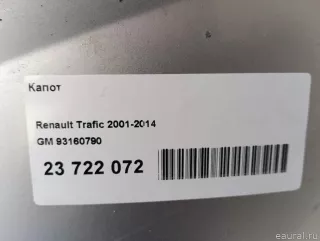 Капот
Renault Trafic 2001-2014
GM 93160790
23 722 072
eaural.ru